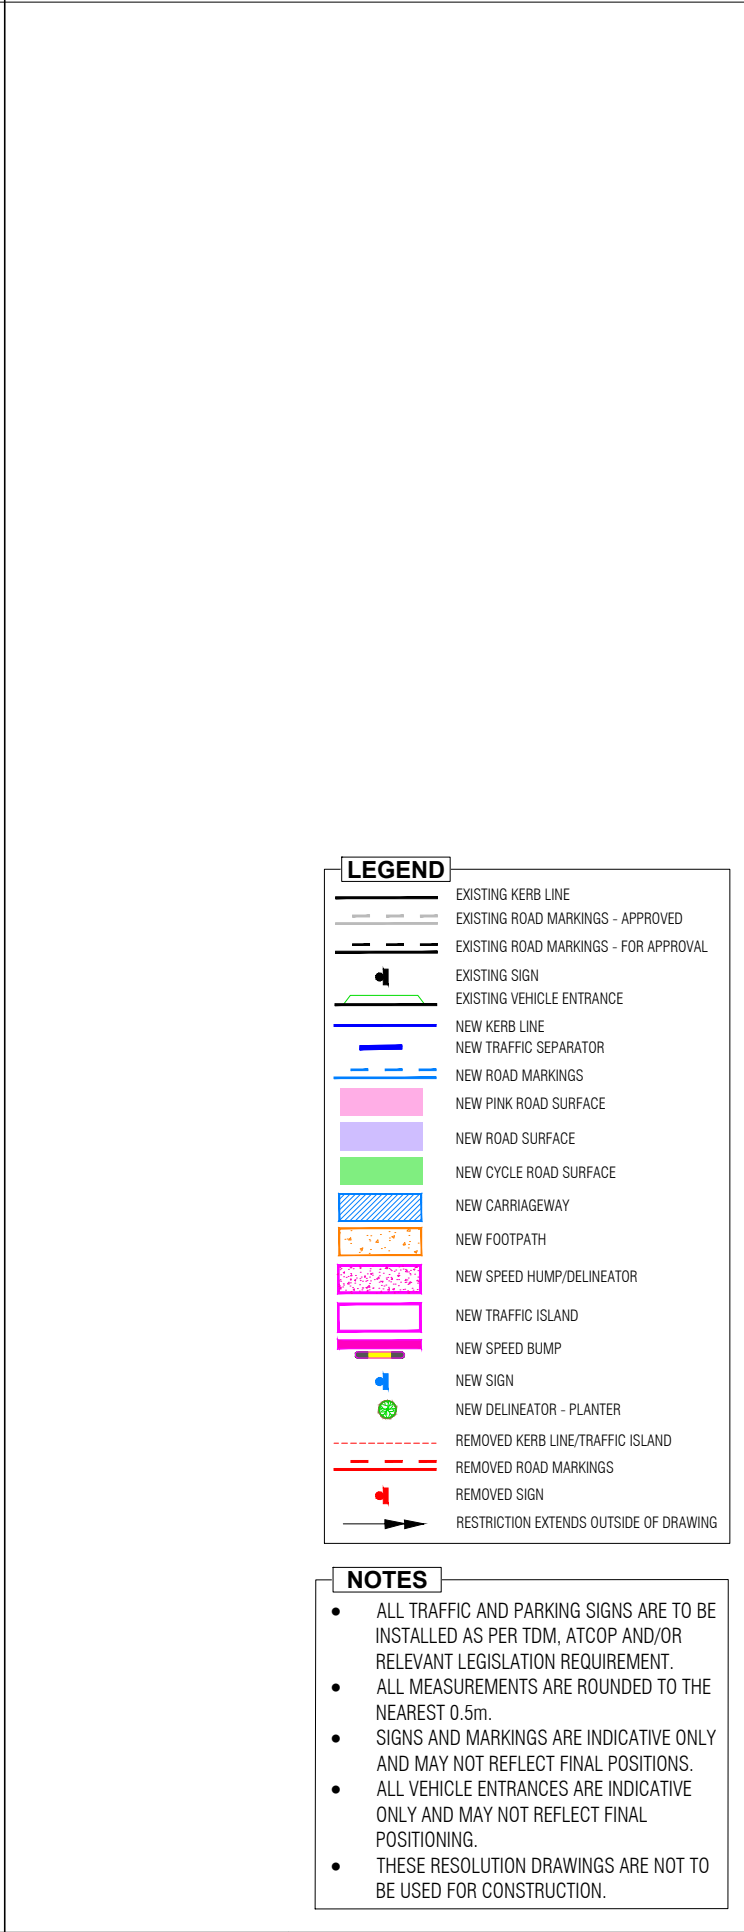 LEGEND
EXISTING KERB LINE
EXISTING ROAD MARKINGS - APPROVED
EXISTING ROAD MARKINGS - FOR APPROVAL
EXISTING SIGN
EXISTING VEHICLE ENTRANCE
NEW KERB LINE
NEW TRAFFIC SEPARATOR
NEW ROAD MARKINGS
NEW PINK ROAD SURFACE
NEW ROAD SURFACE
NEW CYCLE ROAD SURFACE
NEW CARRIAGEWAY
NEW FOOTPATH
NEW SPEED HUMP/DELINEATOR
NEW TRAFFIC ISLAND
NEW SPEED BUMP
NEW SIGN
NEW DELINEATOR - PLANTER
REMOVED KERB LINE/TRAFFIC ISLAND
REMOVED ROAD MARKINGS
REMOVED SIGN
RESTRICTION EXTENDS OUTSIDE OF DRAWING
NOTES
• ALL TRAFFIC AND PARKING SIGNS ARE TO BE
INSTALLED AS PER TDM, ATCOP AND/OR
RELEVANT LEGISLATION REQUIREMENT.
• ALL MEASUREMENTS ARE ROUNDED TO THE
NEAREST 0.5m.
• SIGNS AND MARKINGS ARE INDICATIVE ONLY
AND MAY NOT REFLECT FINAL POSITIONS.
• ALL VEHICLE ENTRANCES ARE INDICATIVE
ONLY AND MAY NOT REFLECT FINAL
POSITIONING.
• THESE RESOLUTION DRAWINGS ARE NOT TO
BE USED FOR CONSTRUCTION.